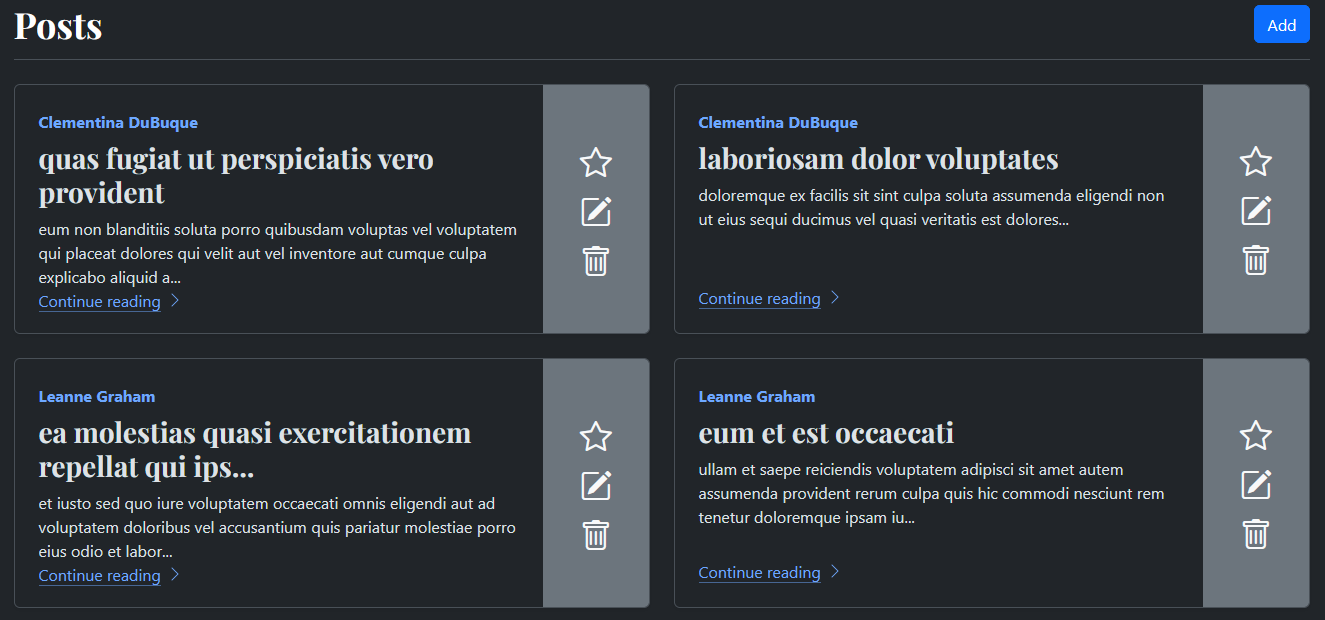 Posts
Add
Clementina DuBuque
quas fugiat ut perspiciatis vero
provident
eum non blanditiis soluta porro quibusdam voluptas vel voluptatem
qui placeat dolores qui velit aut vel inventore aut cumque culpa
explicabo aliquid a...
Continue reading
Clementina DuBuque
laboriosam dolor voluptates
doloremque ex facilis sit sint culpa soluta assumenda eligendi non
ut eius sequi ducimus vel quasi veritatis est dolores...
Continue reading
Leanne Graham
ea molestias quasi exercitationem
repellat qui ips...
et iusto sed quo iure voluptatem occaecati omnis eligendi aut ad
voluptatem doloribus vel accusantium quis pariatur molestiae porro
eius odio et labor...
Continue reading
Leanne Graham
eum et est occaecati
ullam et saepe reiciendis voluptatem adipisci sit amet autem
assumenda provident rerum culpa quis hic commodi nesciunt rem
tenetur doloremque ipsam iu...
Continue reading